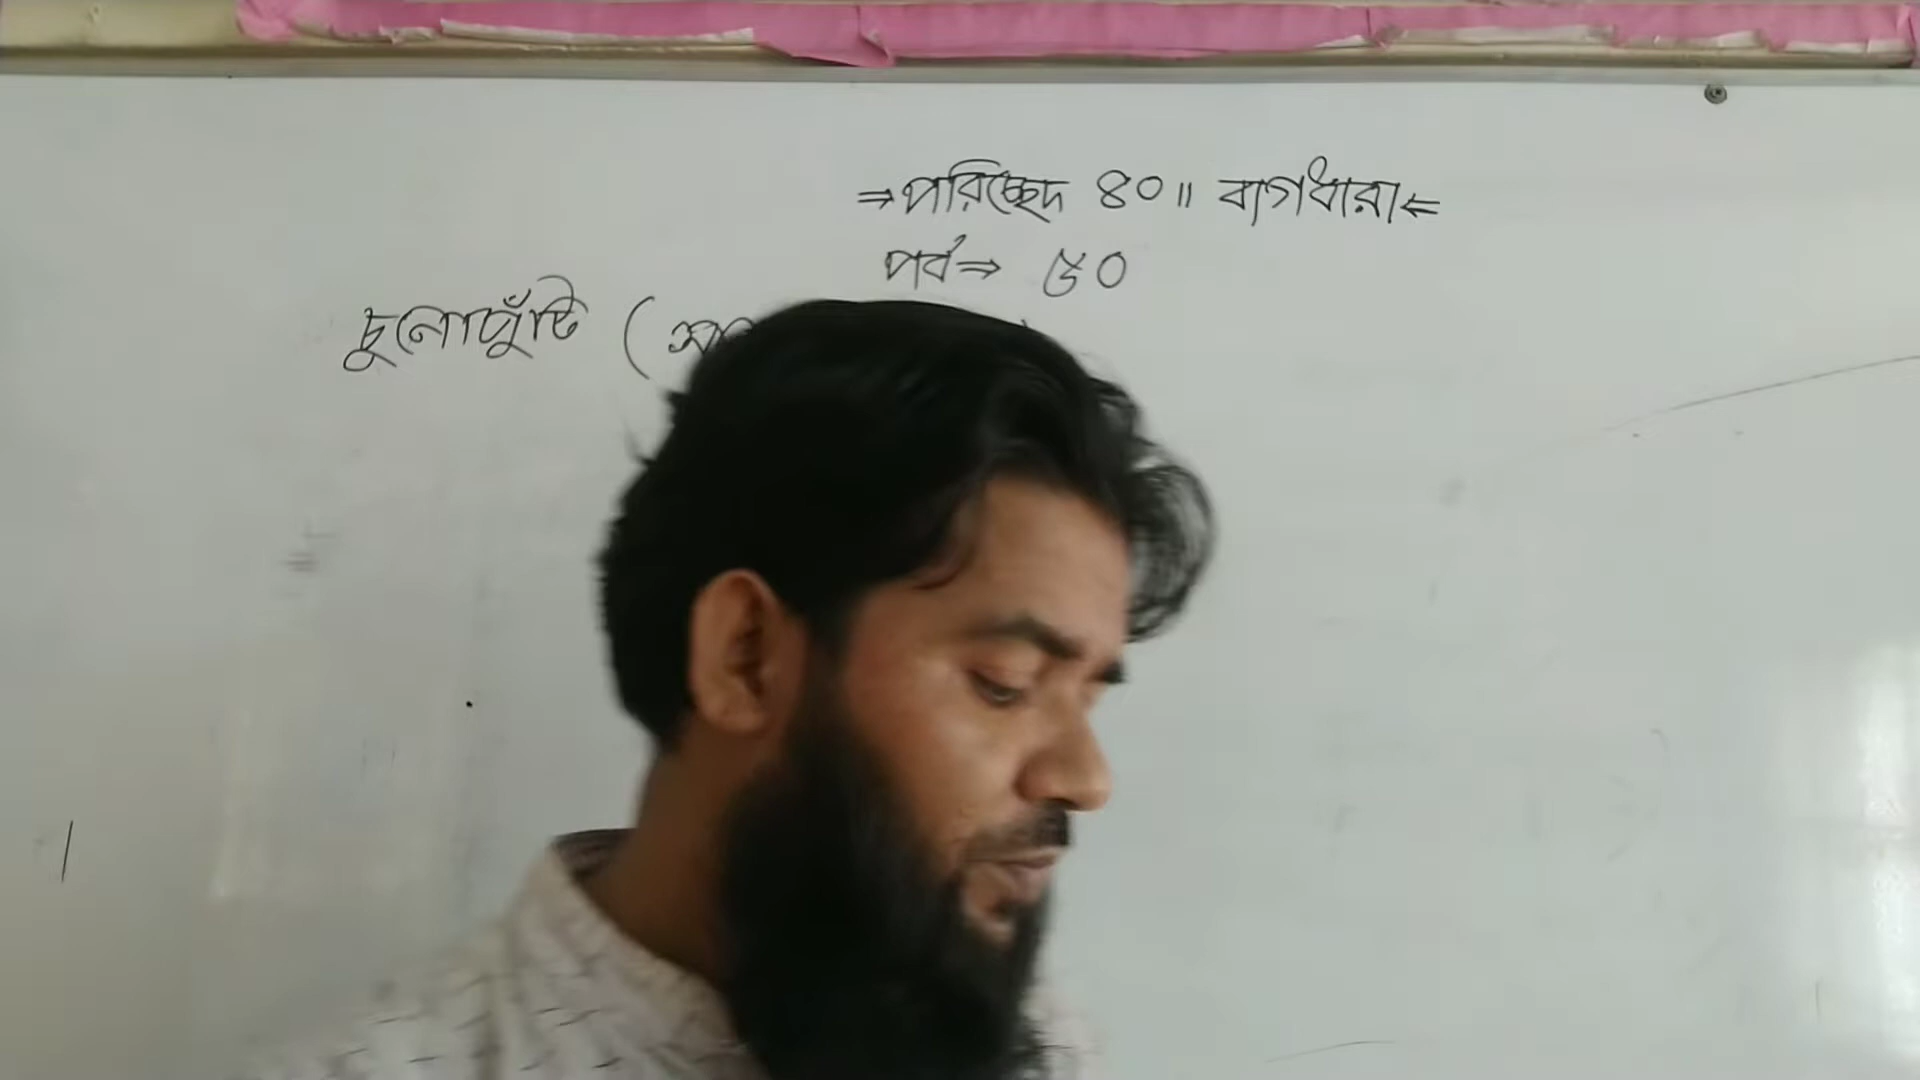 ⇒পরিচ্ছেদ ৪০॥ বাগধারা⇐
পর্ব⇒ ৫০
চুনোপুঁটি (